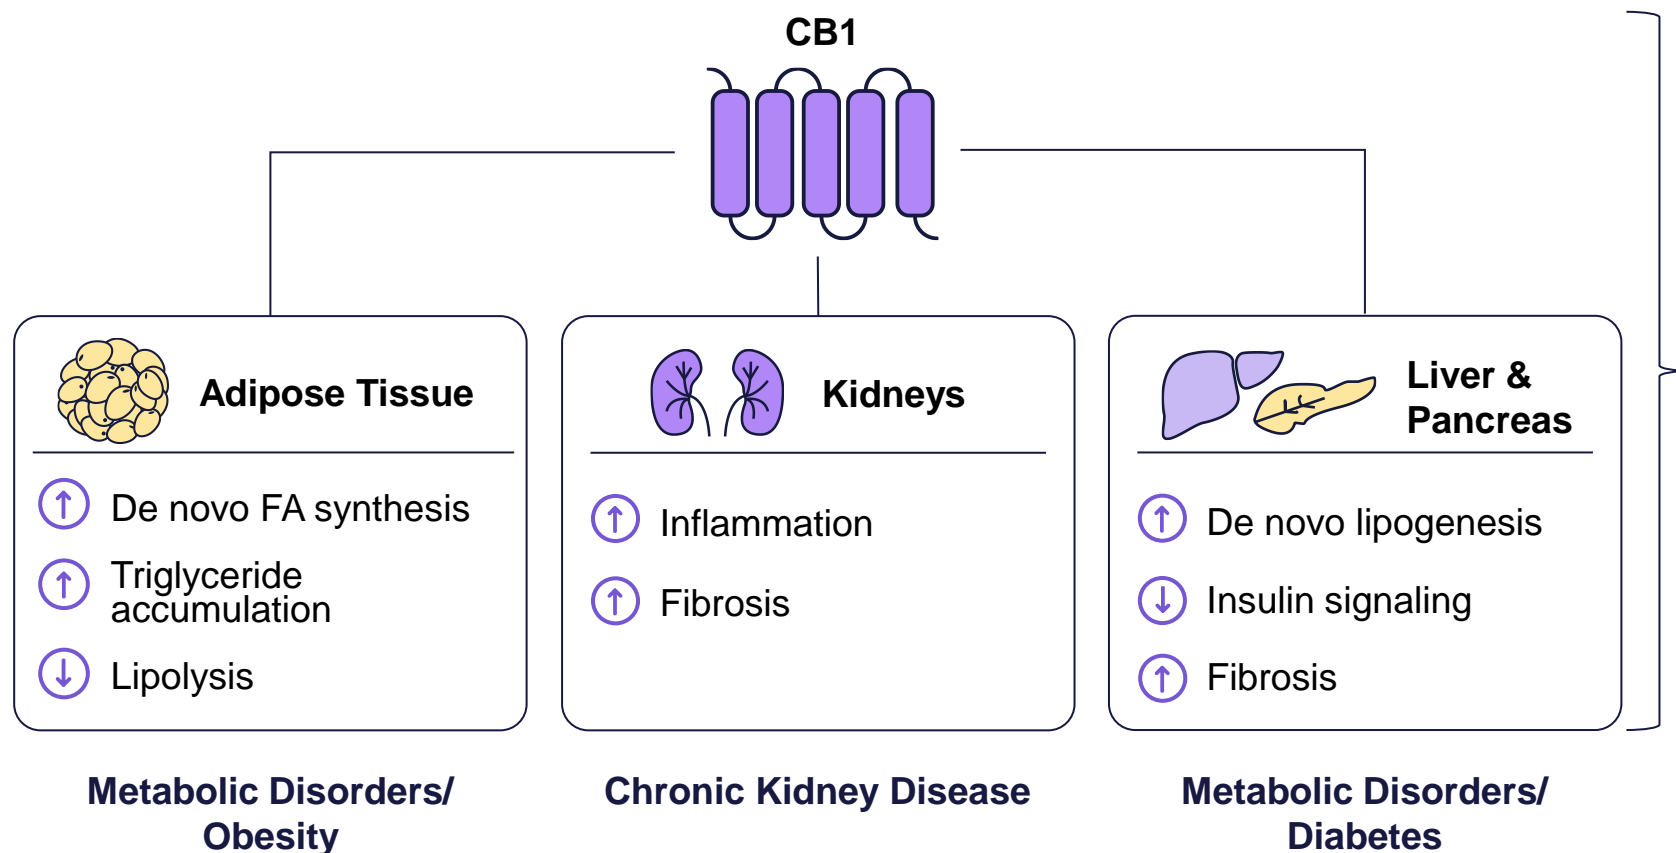 CB1
Adipose Tissue
De novo FA synthesis
Triglyceride
accumulation
Lipolysis
Metabolic Disorders/
Obesity
Kidneys
Inflammation
Fibrosis
Chronic Kidney Disease
Liver &
Pancreas
De novo lipogenesis
Insulin signaling
Fibrosis
Metabolic Disorders/
Diabetes